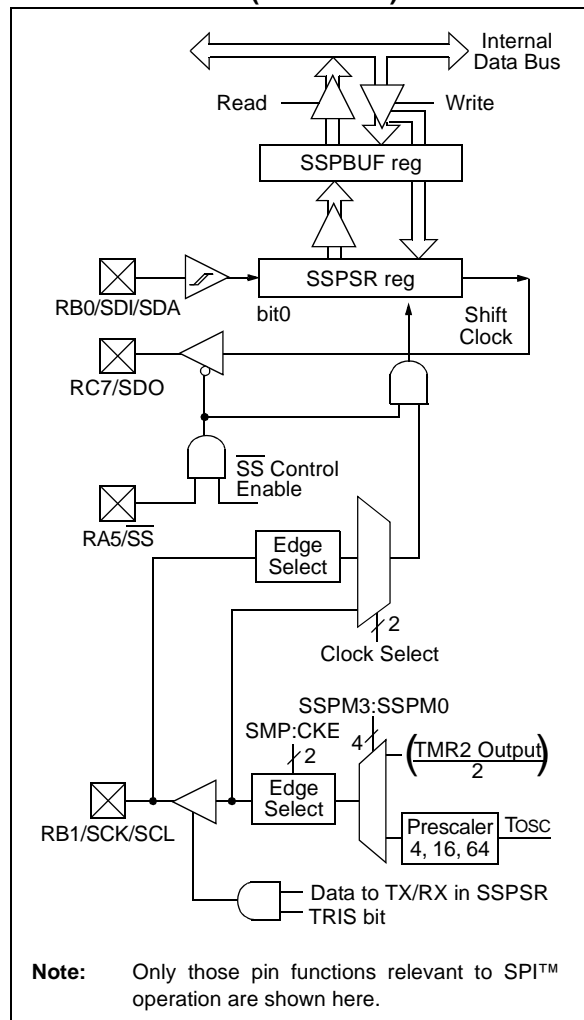 Internal
Data Bus
Read
Write
SSPBUF reg
SSPSR reg
RB0/SDI/SDA
bit0
Shift
Clock
RC7/SDO
SS Control
Enable
RA5/SS
Edge
Select
2
Clock Select
SSPM3:SSPM0
SMP:CKE
4
2
(TMR2 Output
2)
Edge
Select
Prescaler
4, 16, 64
TOSC
RB1/SCK/SCL
Data to TX/RX in SSPSR
TRIS bit
Note: Only those pin functions relevant to SPI™
operation are shown here.